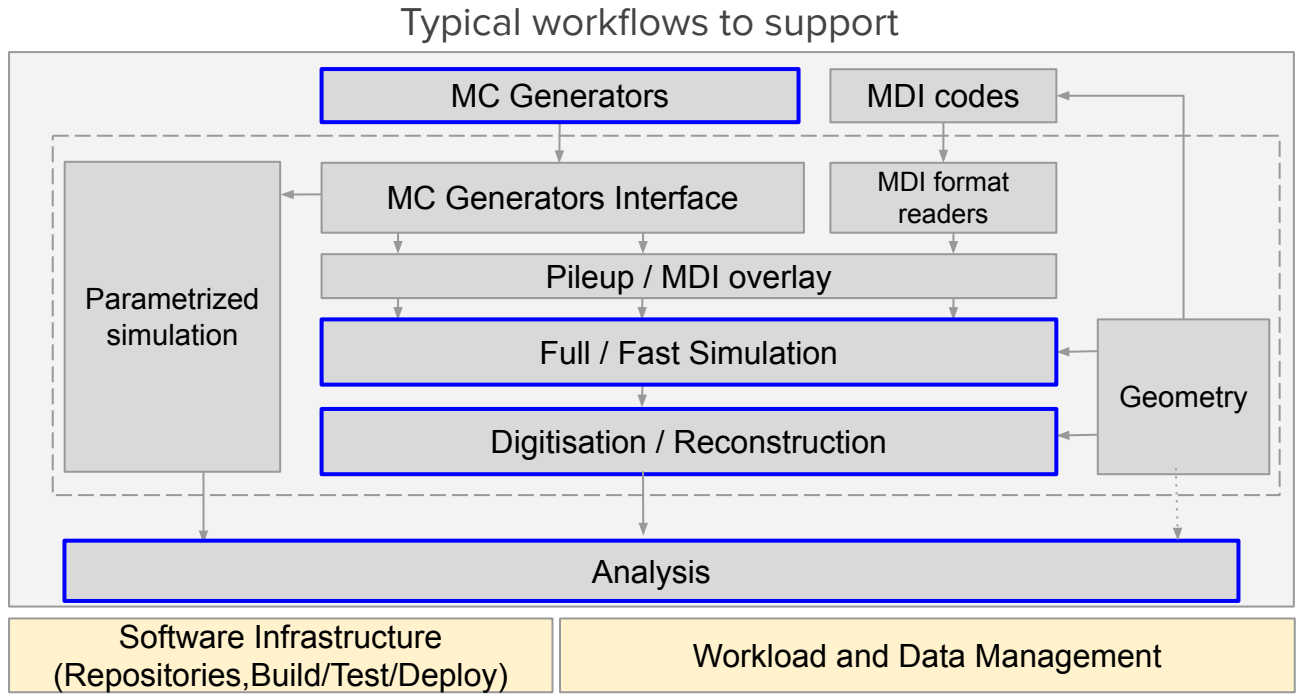 Typical workflows to support
MC Generators
MDI codes
MC Generators Interface
MDI format
readers
Pileup / MDI overlay
Parametrized
simulation
Full / Fast Simulation
Geometry
Digitisation / Reconstruction
Analysis
Software Infrastructure
(Repositories,Build/Test/Deploy)
Workload and Data Management